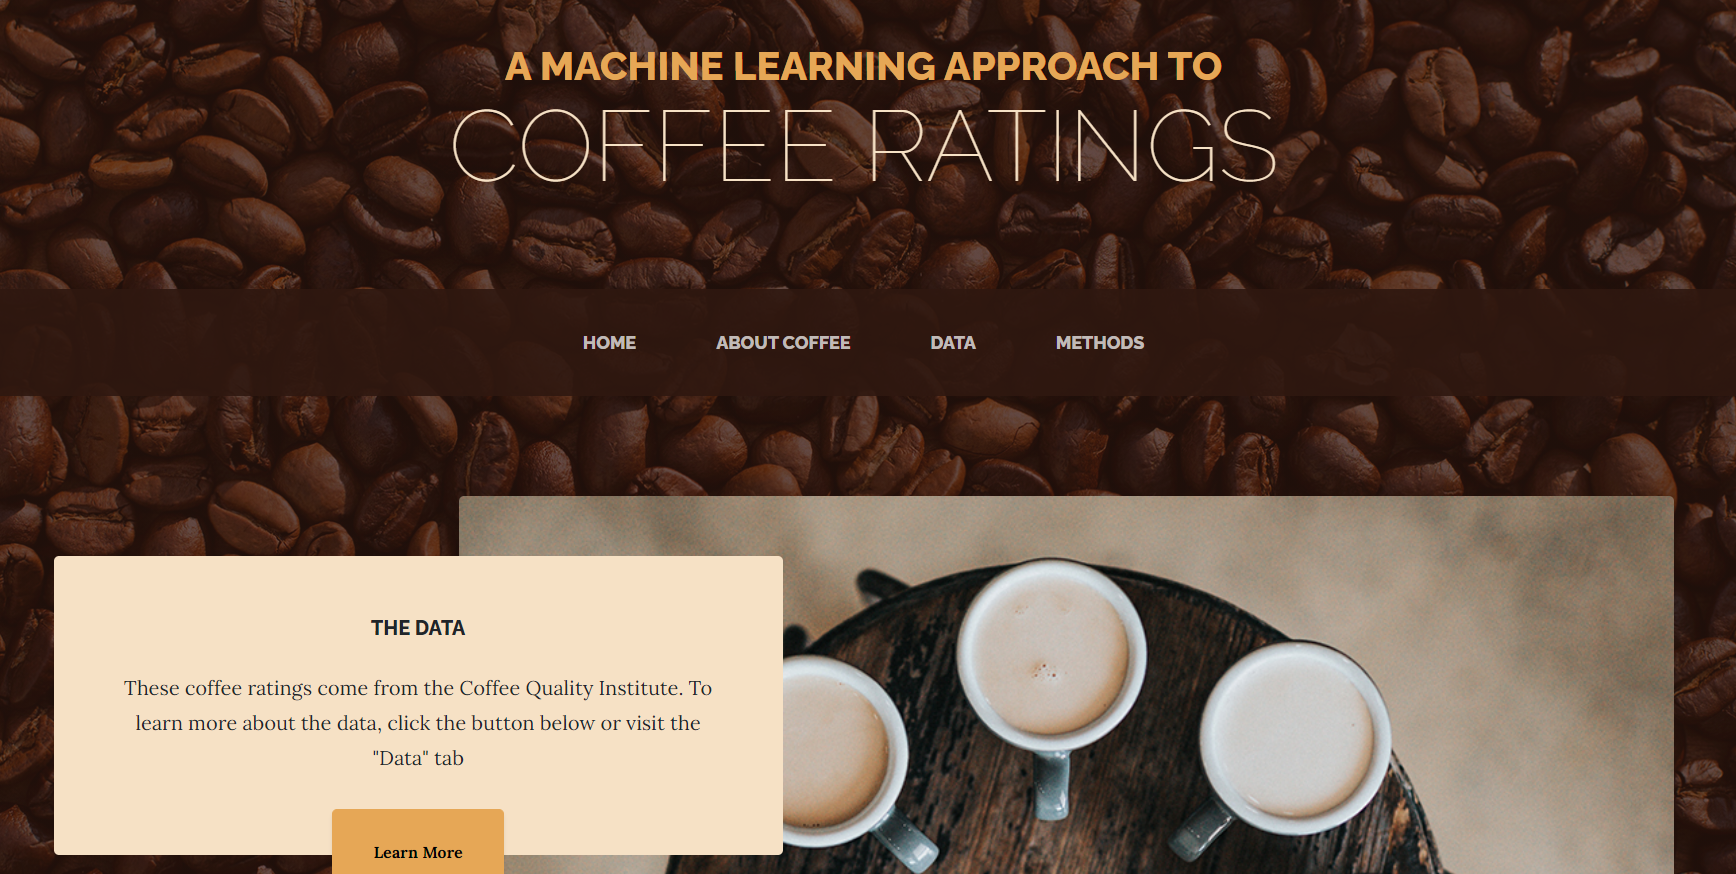 A MACHINE LEARNING APPROACH TO
COFFEE RATINGS
HOME
ABOUT COFFEE
DATA
METHODS
THE DATA
These coffee ratings come from the Coffee Quality Institute. To
learn more about the data, click the button below or visit the
"Data" tab
Learn More